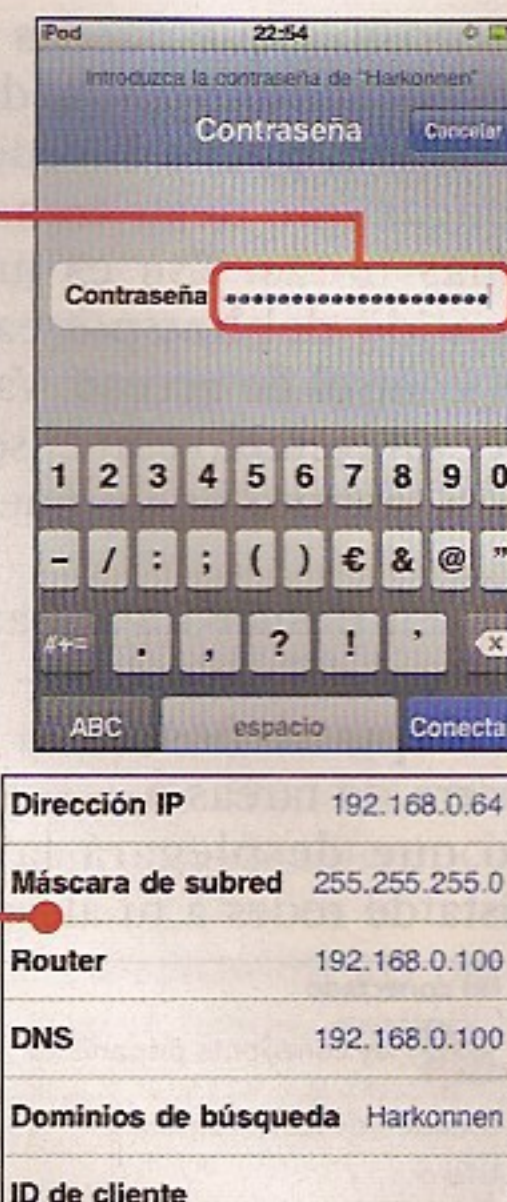 iPod 22:54
Introduzca la contraseña de "Harkonnen"
Contraseña Cancelar
Contraseña ••••••••••••••••••••
1 2 3 4 5 6 7 8 9 0
- / : ; ( ) € & @ "
#+= . , ? ! '
ABC espacio Conecta
Dirección IP 192.168.0.64
Máscara de subred 255.255.255.0
Router 192.168.0.100
DNS 192.168.0.100
Dominios de búsqueda Harkonnen
ID de cliente